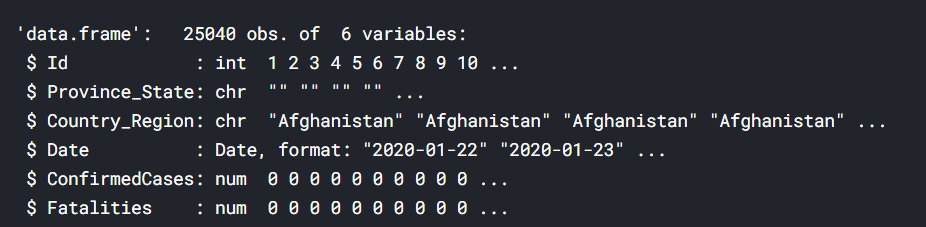 'data.frame':   25040 obs. of  6 variables:
 $ Id            : int  1 2 3 4 5 6 7 8 9 10 ...
 $ Province_State: chr  "" "" "" "" ...
 $ Country_Region: chr  "Afghanistan" "Afghanistan" "Afghanistan" "Afghanistan" ...
 $ Date          : Date, format: "2020-01-22" "2020-01-23" ...
 $ ConfirmedCases: num  0 0 0 0 0 0 0 0 0 0 ...
 $ Fatalities    : num  0 0 0 0 0 0 0 0 0 0 ...